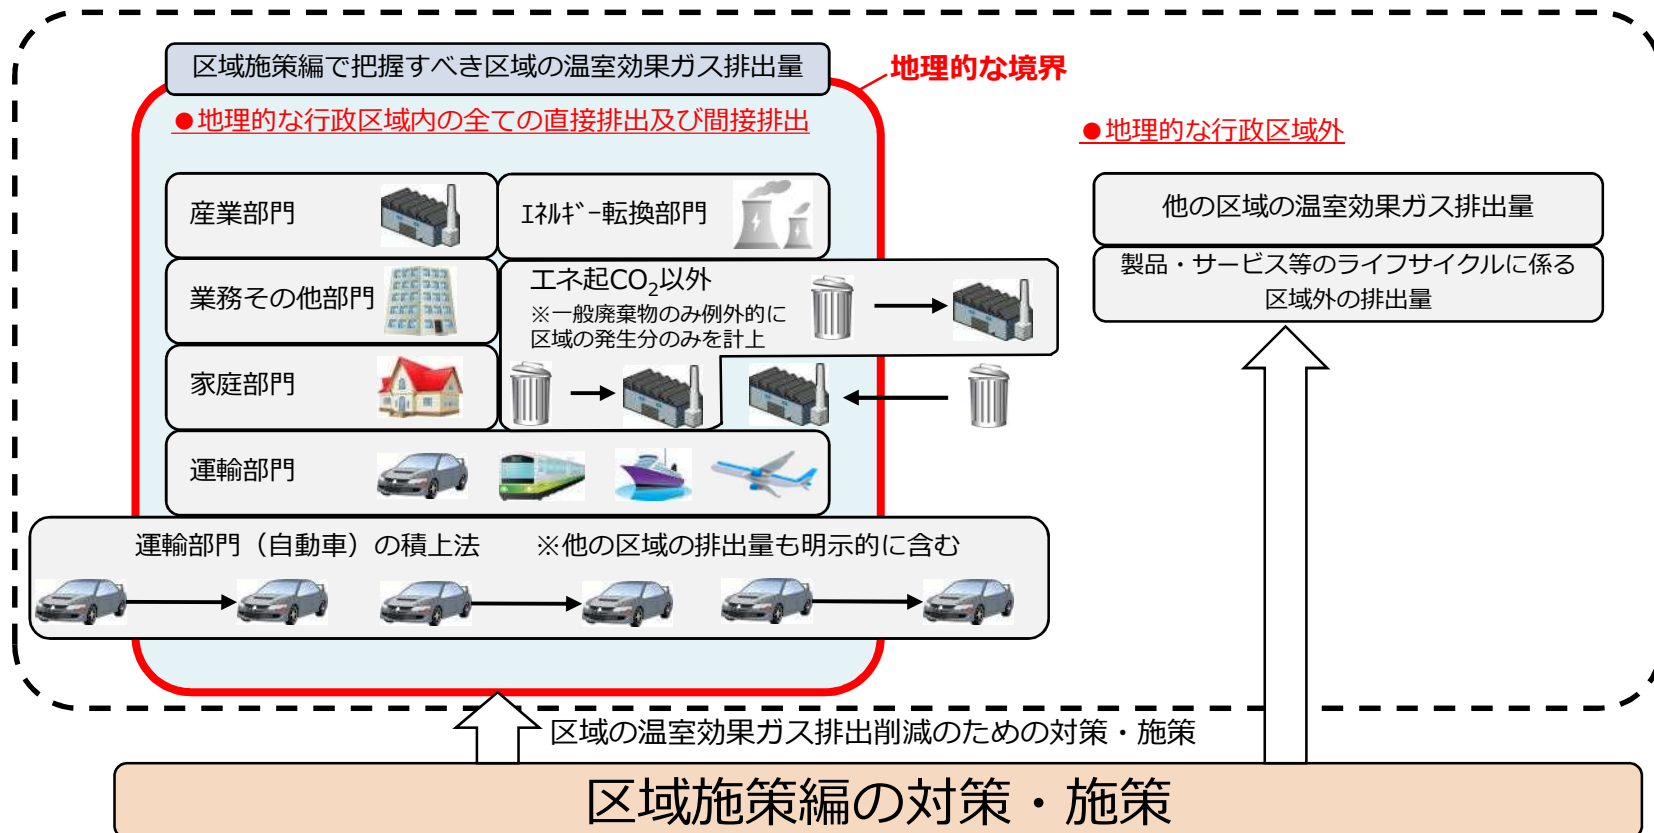 区域施策編で把握すべき区域の温室効果ガス排出量
地理的な境界
●地理的な行政区域内の全ての直接排出及び間接排出
●地理的な行政区域外
産業部門
ｴﾈﾙｷﾞｰ転換部門
業務その他部門
エネ起CO₂以外
※一般廃棄物のみ例外的に
区域の発生分のみを計上
家庭部門
運輸部門
運輸部門（自動車）の積上法 ※他の区域の排出量も明示的に含む
他の区域の温室効果ガス排出量
製品・サービス等のライフサイクルに係る
区域外の排出量
区域の温室効果ガス排出削減のための対策・施策
区域施策編の対策・施策